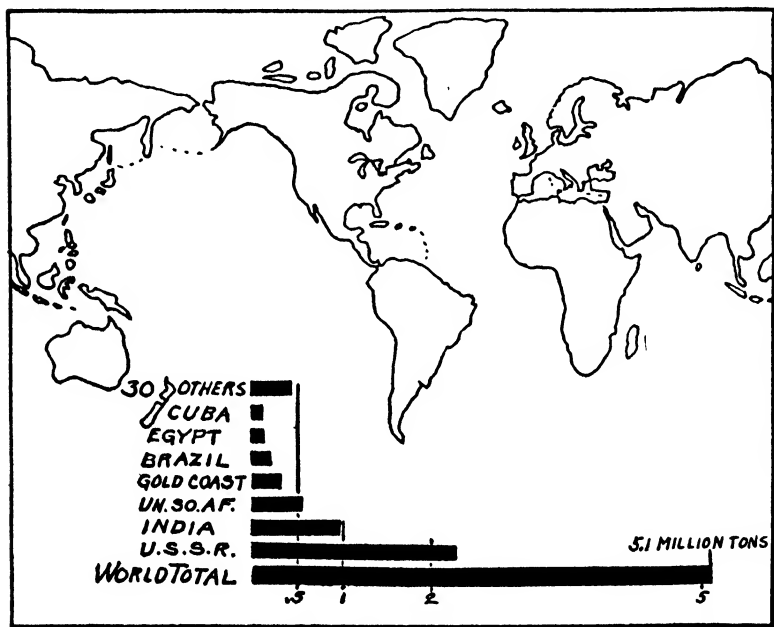 30 OTHERS
CUBA
EGYPT
BRAZIL
GOLD COAST
UN. SO. AF.
INDIA
U.S.S.R.
5.1 MILLION TONS
WORLD TOTAL
.5 1 2 5